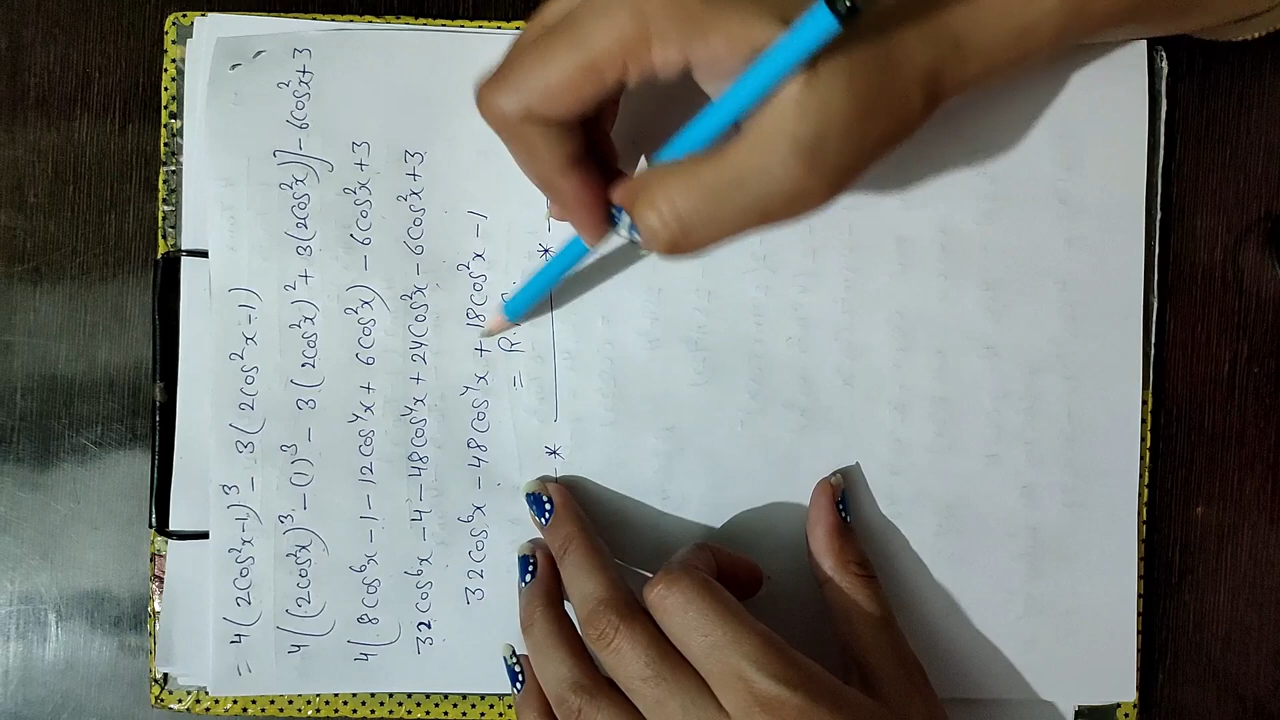 = 4(2cos²x-1)³ - 3(2cos²x-1)
4((2cos²x)³ - (1)³ - 3(2cos²x)² + 3(2cos²x)) - 6cos²x+3
4(8cos⁶x - 1 - 12cos⁴x + 6cos²x) - 6cos²x+3
32cos⁶x - 4 - 48cos⁴x + 24cos²x - 6cos²x+3
32cos⁶x - 48cos⁴x + 18cos²x - 1
=
* *